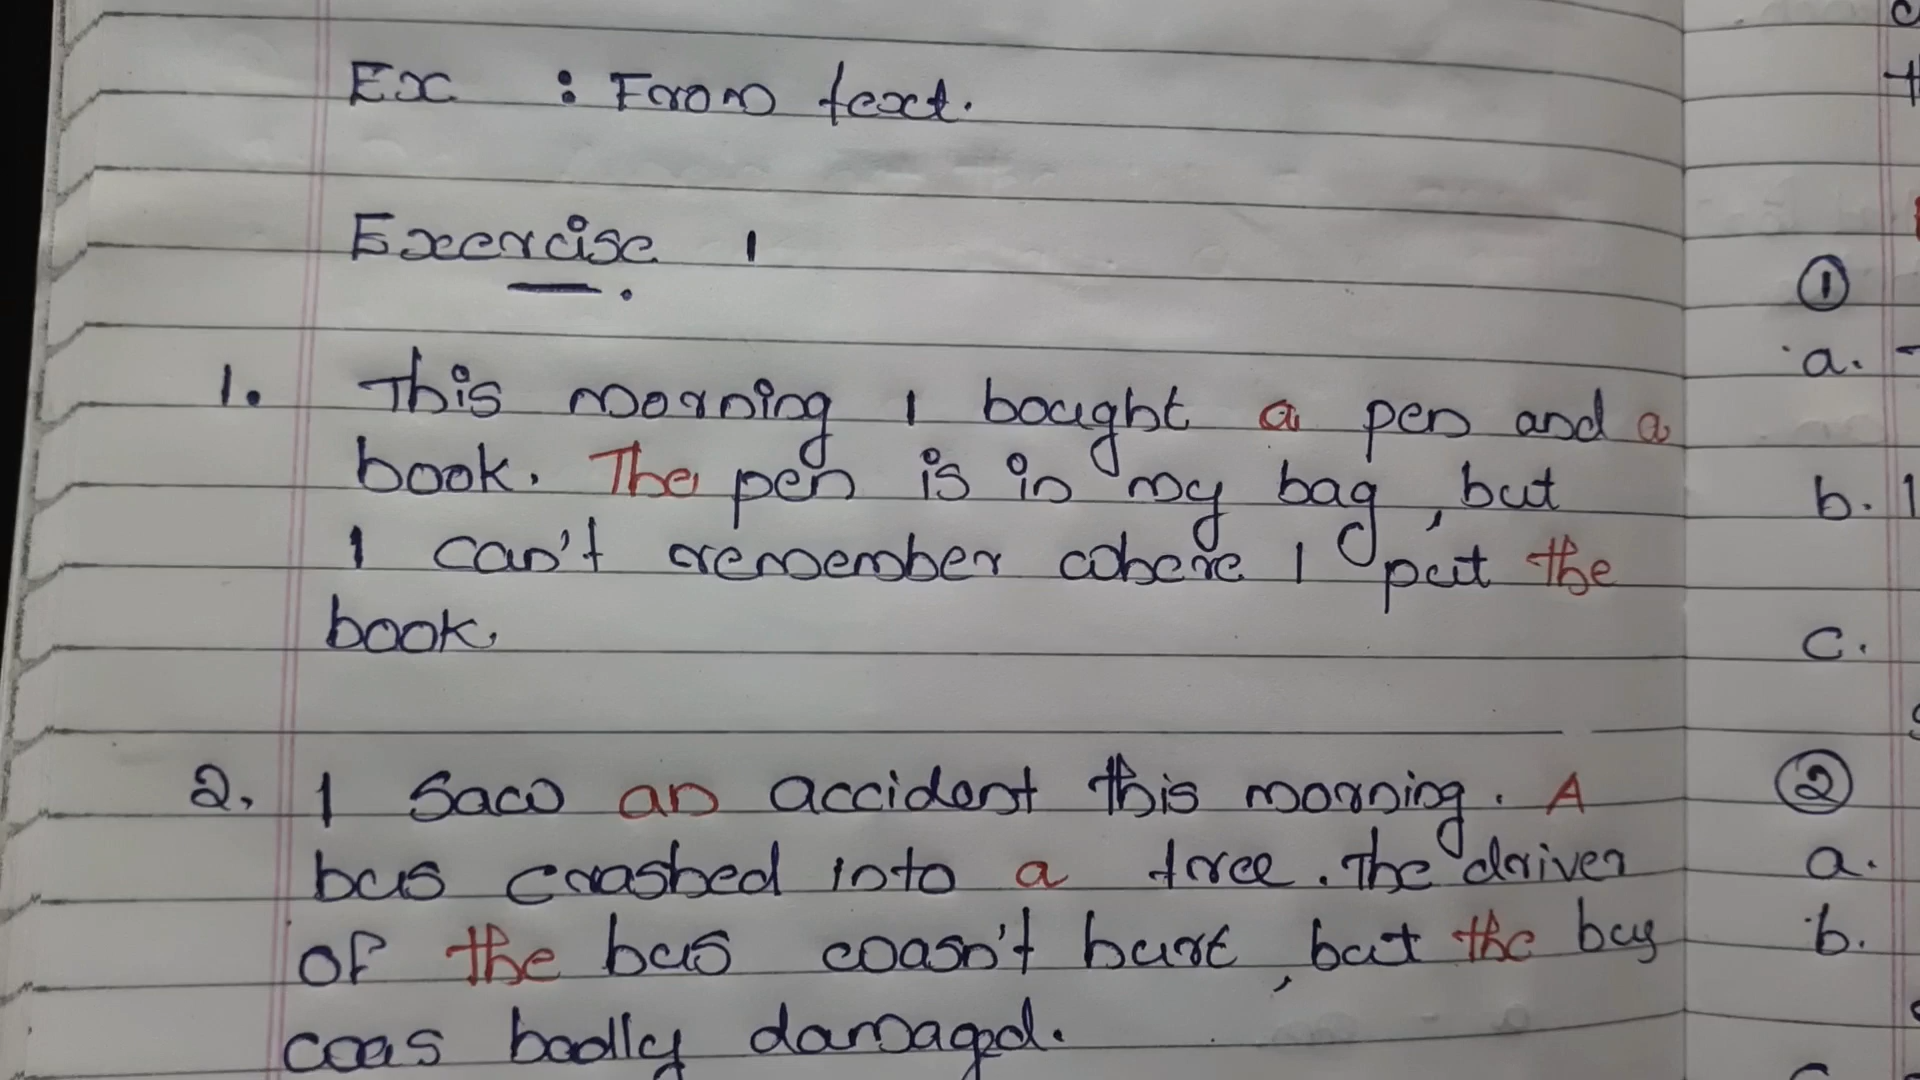 Ex : From text.
Exercise 1
1. This morning I bought a pen and a
book. The pen is in my bag, but
I can't remember where I put the
book.
2. I saw an accident this morning. A
bus crashed into a tree. The driver
of the bus wasn't hurt, but the bus
was badly damaged.
1
a.
b.
c.
2
a.
b.